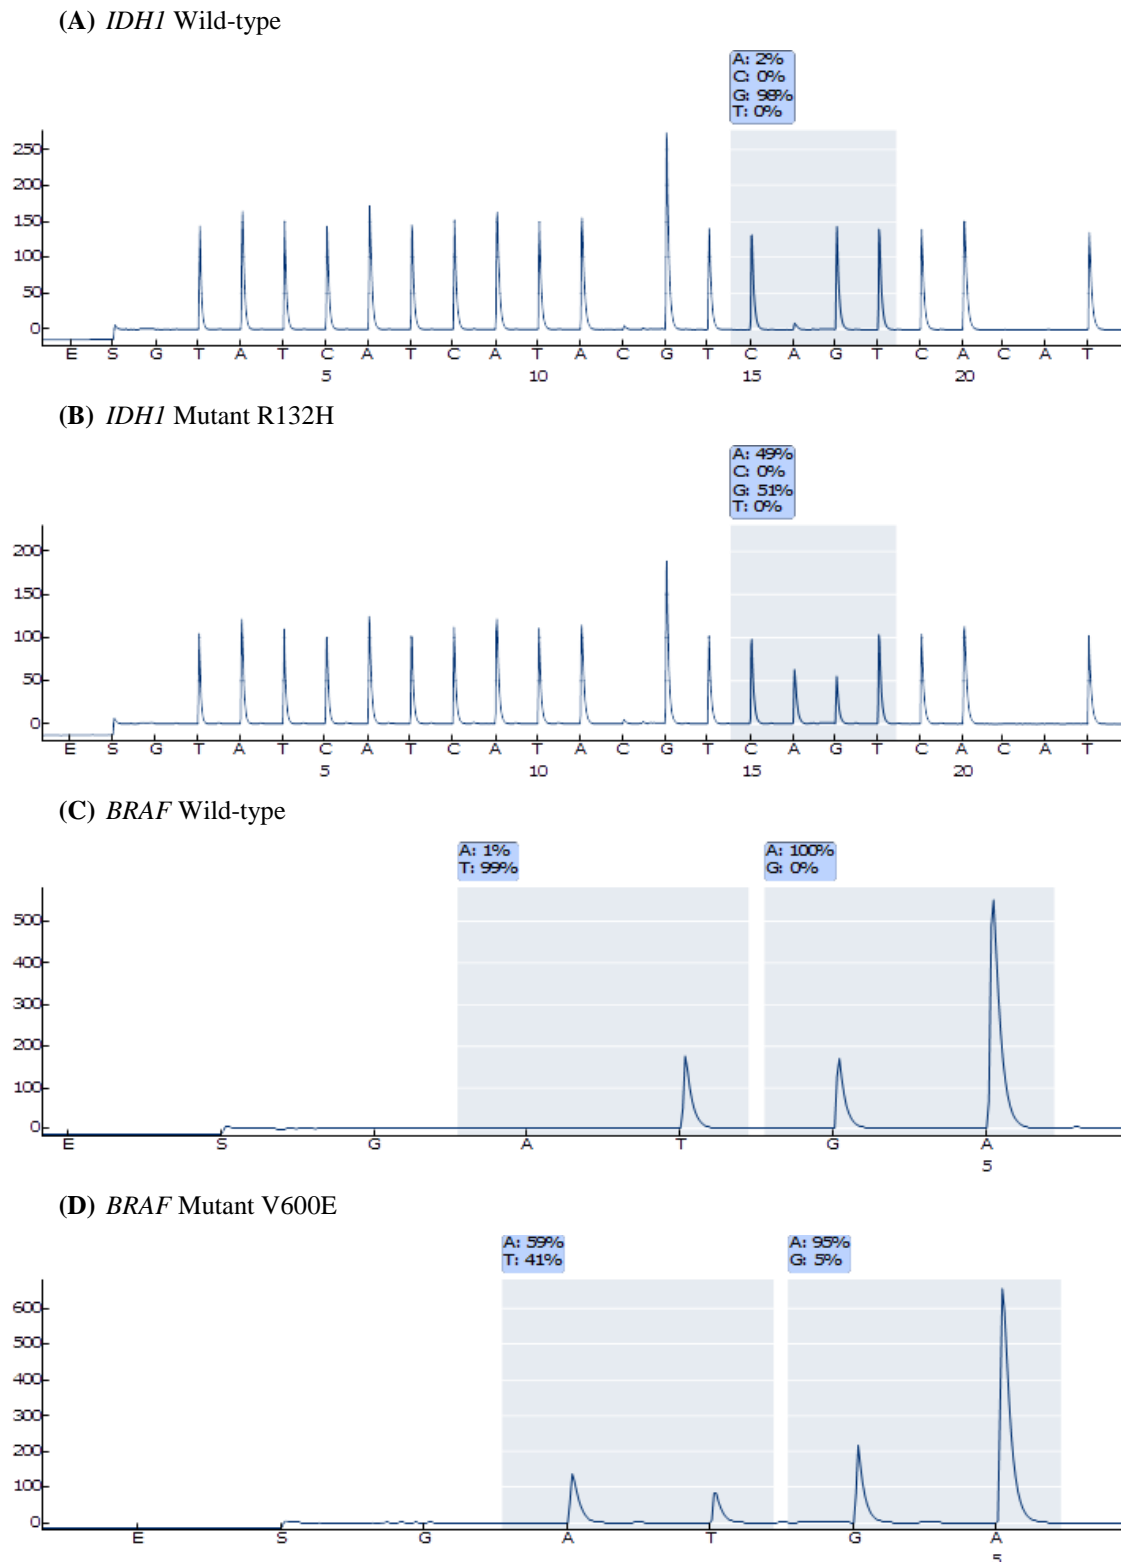 (A) IDH1 Wild-type
A: 2%
C: 0%
G: 98%
T: 0%
250
200
150
100
50
0
E S G T A T C A T C A T A C G T C A G T C A C A T
5 10 15 20
(B) IDH1 Mutant R132H
A: 49%
C: 0%
G: 51%
T: 0%
200
150
100
50
0
E S G T A T C A T C A T A C G T C A G T C A C A T
5 10 15 20
(C) BRAF Wild-type
A: 1% A: 100%
T: 99% G: 0%
500
400
300
200
100
0
E S G A T G A
5
(D) BRAF Mutant V600E
A: 59% A: 95%
T: 41% G: 5%
600
500
400
300
200
100
0
E S G A T G A
5